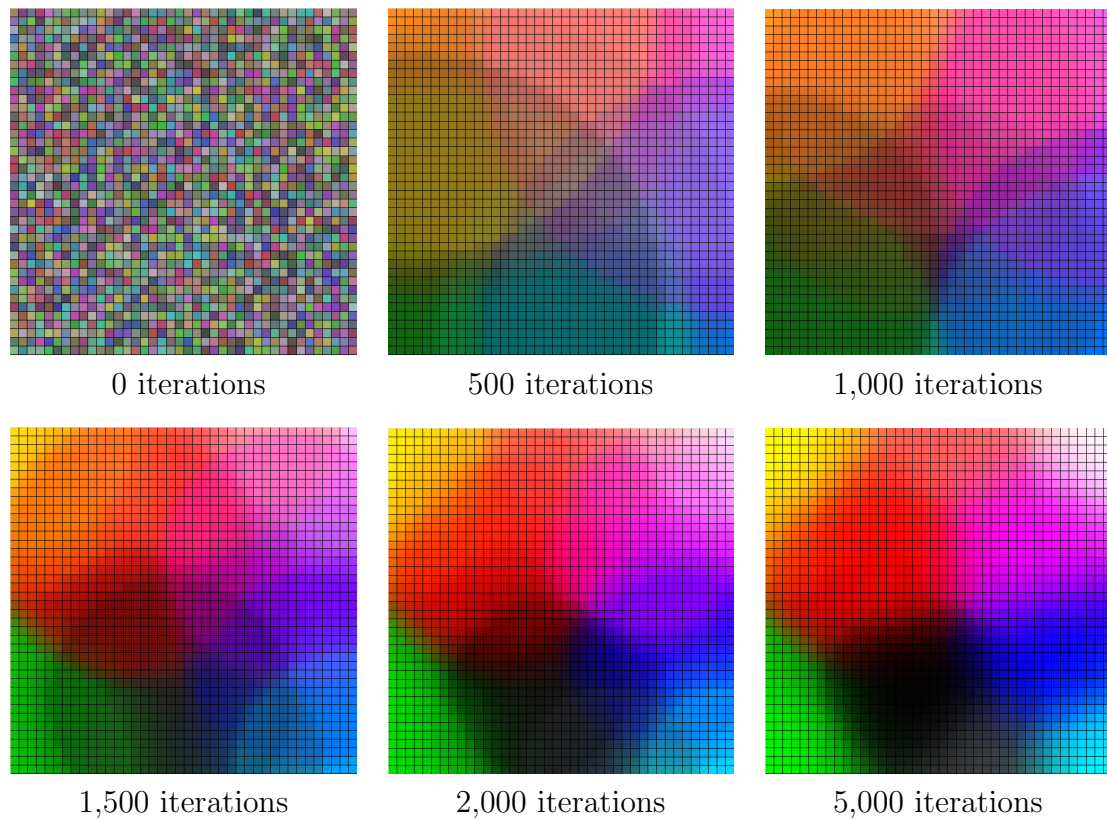 0 iterations
500 iterations
1,000 iterations
1,500 iterations
2,000 iterations
5,000 iterations